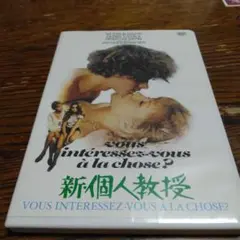 vous
intéressez-vous
à la chose?
新・個人教授
VOUS INTERESSEZ-VOUS A LA CHOSE?